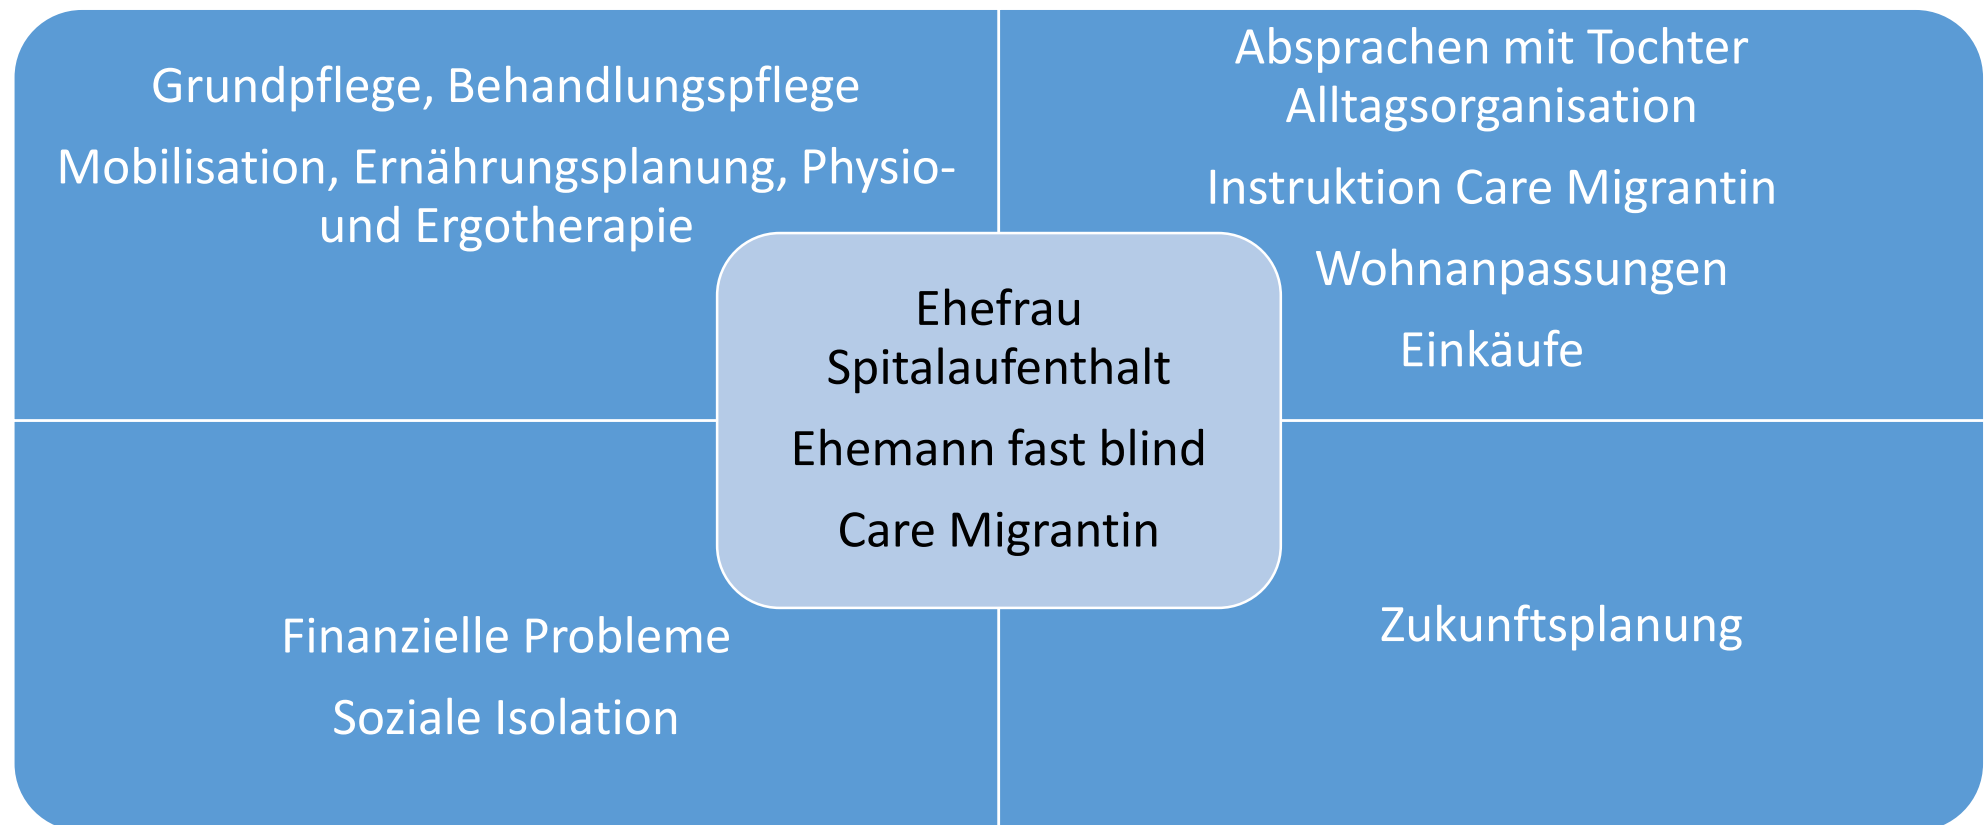 Grundpflege, Behandlungspflege
Mobilisation, Ernährungsplanung, Physio-
und Ergotherapie
Absprachen mit Tochter
Alltagsorganisation
Instruktion Care Migrantin
Wohnanpassungen
Einkäufe
Ehefrau
Spitalaufenthalt
Ehemann fast blind
Care Migrantin
Finanzielle Probleme
Soziale Isolation
Zukunftsplanung